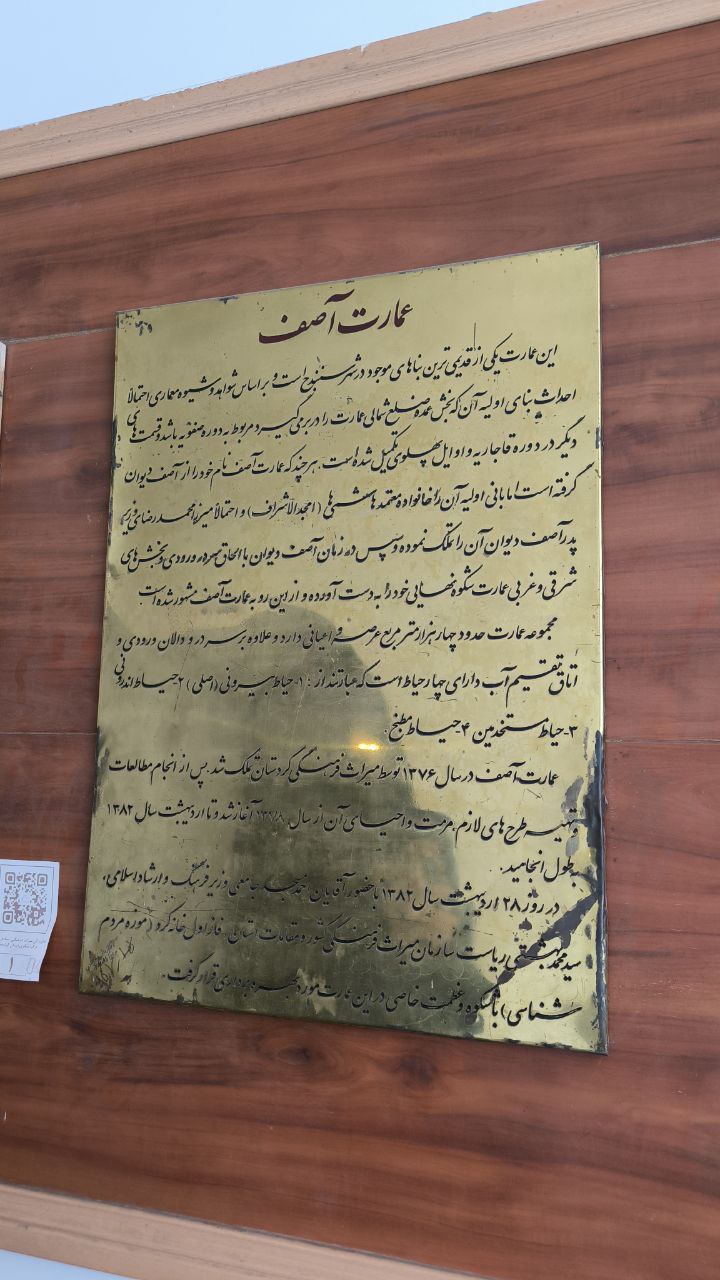 عمارت آصف
این عمارت یکی از قدیمی ترین بناهای موجود در شهر سنندج است و بر اساس شواهد و شیوه معماری احتمالاً
احداث بنای اولیه آن که بخش عمده ضلع شمالی عمارت را در بر می گیرد مربوط به دوره صفویه باشد و قسمت های
دیگر در دوره قاجاریه و اوایل پهلوی تکمیل شده است. هر چند که عمارت آصف نام خود را از آصف دیوان
گرفته است اما بانی اولیه آن را خانواده معتمد هاشمی ها (امجدالاشراف) و احتمالاً میرزا محمد رضای وزیر
پدر آصف دیوان آن را تملک نموده و سپس در زمان آصف دیوان با الحاق سردر ورودی و بخش های
شرقی و غربی عمارت شکوه نهایی خود را به دست آورده و از این رو به عمارت آصف مشهور شده است
مجموعه عمارت حدود چهار هزار متر مربع عرصه و اعیانی دارد و علاوه بر سردر و دالان ورودی و
اتاق تقسیم آب دارای چهار حیاط است که عبارتند از : ۱-حیاط بیرونی (اصلی) ۲-حیاط اندرونی
۳-حیاط مستخدمین ۴-حیاط مطبخ.
عمارت آصف در سال ۱۳۷۶ توسط میراث فرهنگی کردستان تملک شد. پس از انجام مطالعات
و تهیه طرح های لازم، مرمت و احیای آن از سال آغاز شد و تا اردیبهشت سال ۱۳۸۲
بطول انجامید.
در روز ۲۸ اردیبهشت سال ۱۳۸۲ با حضور آقایان احمد مسجد جامعی وزیر فرهنگ و ارشاد اسلامی،
سید محمد بهشتی ریاست سازمان میراث فرهنگی کشور و مقامات استانی، فاز اول خانه کرد (موزه مردم
شناسی) با شکوه و عظمت خاصی در این عمارت مورد بهره برداری قرار گرفت.